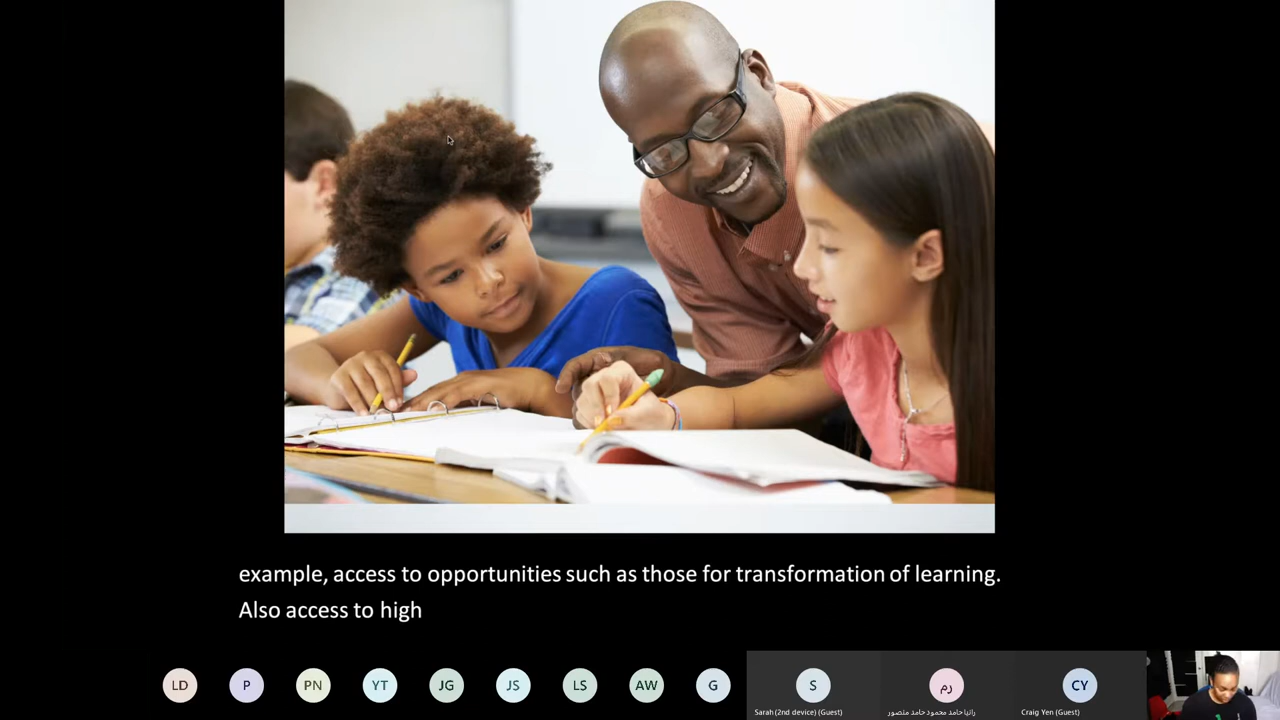 example, access to opportunities such as those for transformation of learning.
Also access to high
LD P PN YT JG JS LS AW G S رم CY
Sarah (2nd device) (Guest) رانيا حامد محمود حامد منصور Craig Yen (Guest)